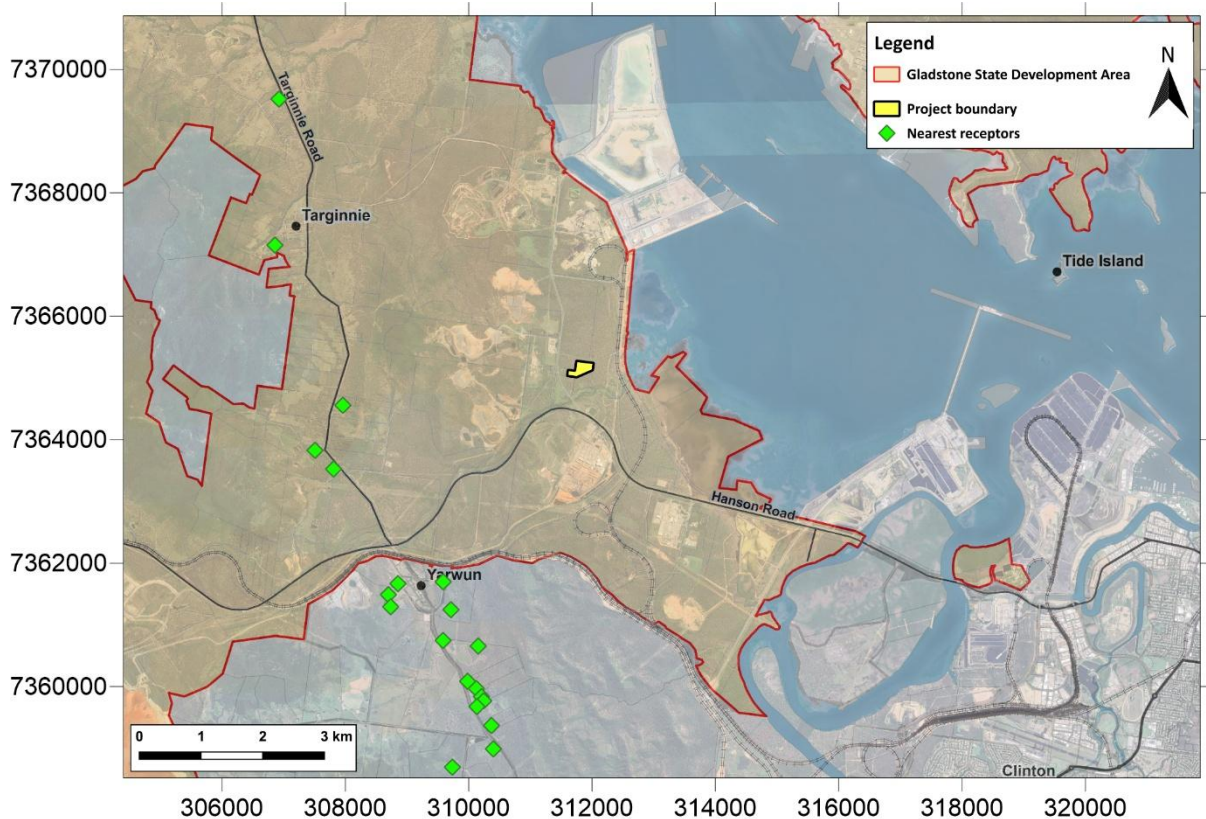 7370000
7368000
7366000
7364000
7362000
7360000
Legend
Gladstone State Development Area
Project boundary
Nearest receptors
N
Targinnie Road
Targinnie
Tide Island
Hanson Road
Yarwun
Clinton
0 1 2 3 km
306000 308000 310000 312000 314000 316000 318000 320000